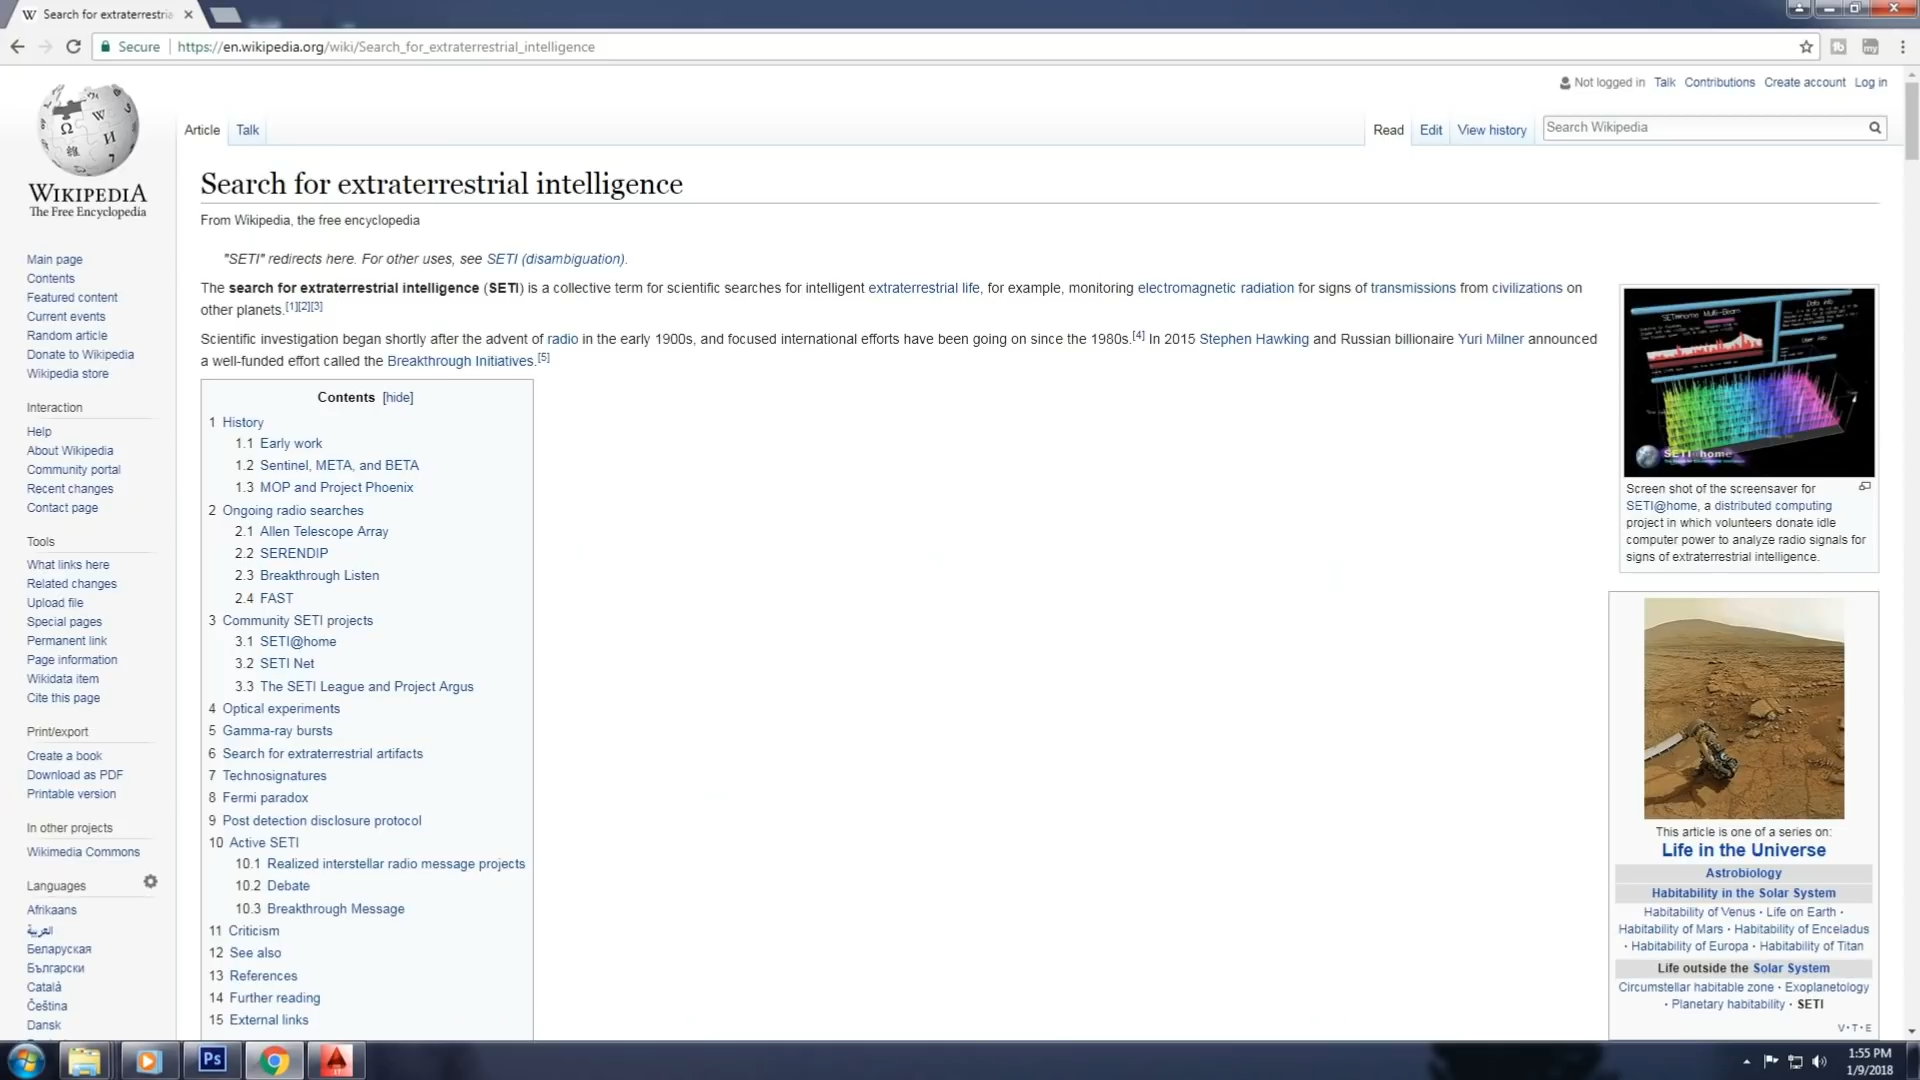 Search for extraterrestria
Secure
https://en.wikipedia.org/wiki/Search_for_extraterrestrial_intelligence
Not logged in Talk Contributions Create account Log in
Article Talk
Read Edit View history
Search Wikipedia
WIKIPEDIA
The Free Encyclopedia
Main page
Contents
Featured content
Current events
Random article
Donate to Wikipedia
Wikipedia store
Interaction
Help
About Wikipedia
Community portal
Recent changes
Contact page
Tools
What links here
Related changes
Upload file
Special pages
Permanent link
Page information
Wikidata item
Cite this page
Print/export
Create a book
Download as PDF
Printable version
In other projects
Wikimedia Commons
Languages
Afrikaans
العربية
Беларуская
Български
Català
Čeština
Dansk
Search for extraterrestrial intelligence
From Wikipedia, the free encyclopedia
"SETI" redirects here. For other uses, see SETI (disambiguation).
The search for extraterrestrial intelligence (SETI) is a collective term for scientific searches for intelligent extraterrestrial life, for example, monitoring electromagnetic radiation for signs of transmissions from civilizations on
other planets.[1][2][3]
Scientific investigation began shortly after the advent of radio in the early 1900s, and focused international efforts have been going on since the 1980s.[4] In 2015 Stephen Hawking and Russian billionaire Yuri Milner announced
a well-funded effort called the Breakthrough Initiatives.[5]
Contents [hide]
1 History
1.1 Early work
1.2 Sentinel, META, and BETA
1.3 MOP and Project Phoenix
2 Ongoing radio searches
2.1 Allen Telescope Array
2.2 SERENDIP
2.3 Breakthrough Listen
2.4 FAST
3 Community SETI projects
3.1 SETI@home
3.2 SETI Net
3.3 The SETI League and Project Argus
4 Optical experiments
5 Gamma-ray bursts
6 Search for extraterrestrial artifacts
7 Technosignatures
8 Fermi paradox
9 Post detection disclosure protocol
10 Active SETI
10.1 Realized interstellar radio message projects
10.2 Debate
10.3 Breakthrough Message
11 Criticism
12 See also
13 References
14 Further reading
15 External links
Data info
User info
Screen shot of the screensaver for
SETI@home, a distributed computing
project in which volunteers donate idle
computer power to analyze radio signals for
signs of extraterrestrial intelligence.
This article is one of a series on:
Life in the Universe
Astrobiology
Habitability in the Solar System
Habitability of Venus · Life on Earth ·
Habitability of Mars · Habitability of Enceladus
· Habitability of Europa · Habitability of Titan
Life outside the Solar System
Circumstellar habitable zone · Exoplanetology
· Planetary habitability · SETI
V · T · E
Ps
1:55 PM
1/9/2018